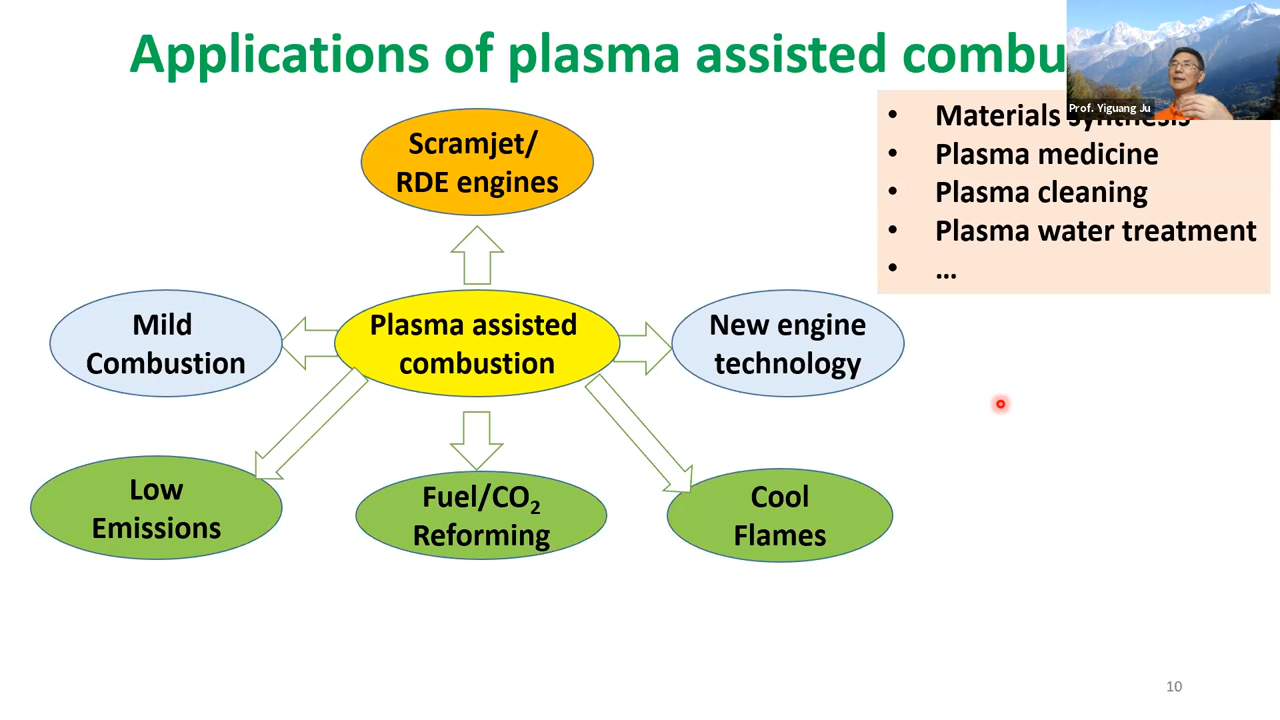 Applications of plasma assisted
Prof. Yiguang Ju
• Materials
• Plasma medicine
• Plasma cleaning
• Plasma water treatment
• ...
Scramjet/
RDE engines
Mild
Combustion
Plasma assisted
combustion
New engine
technology
Low
Emissions
Fuel/CO₂
Reforming
Cool
Flames
10